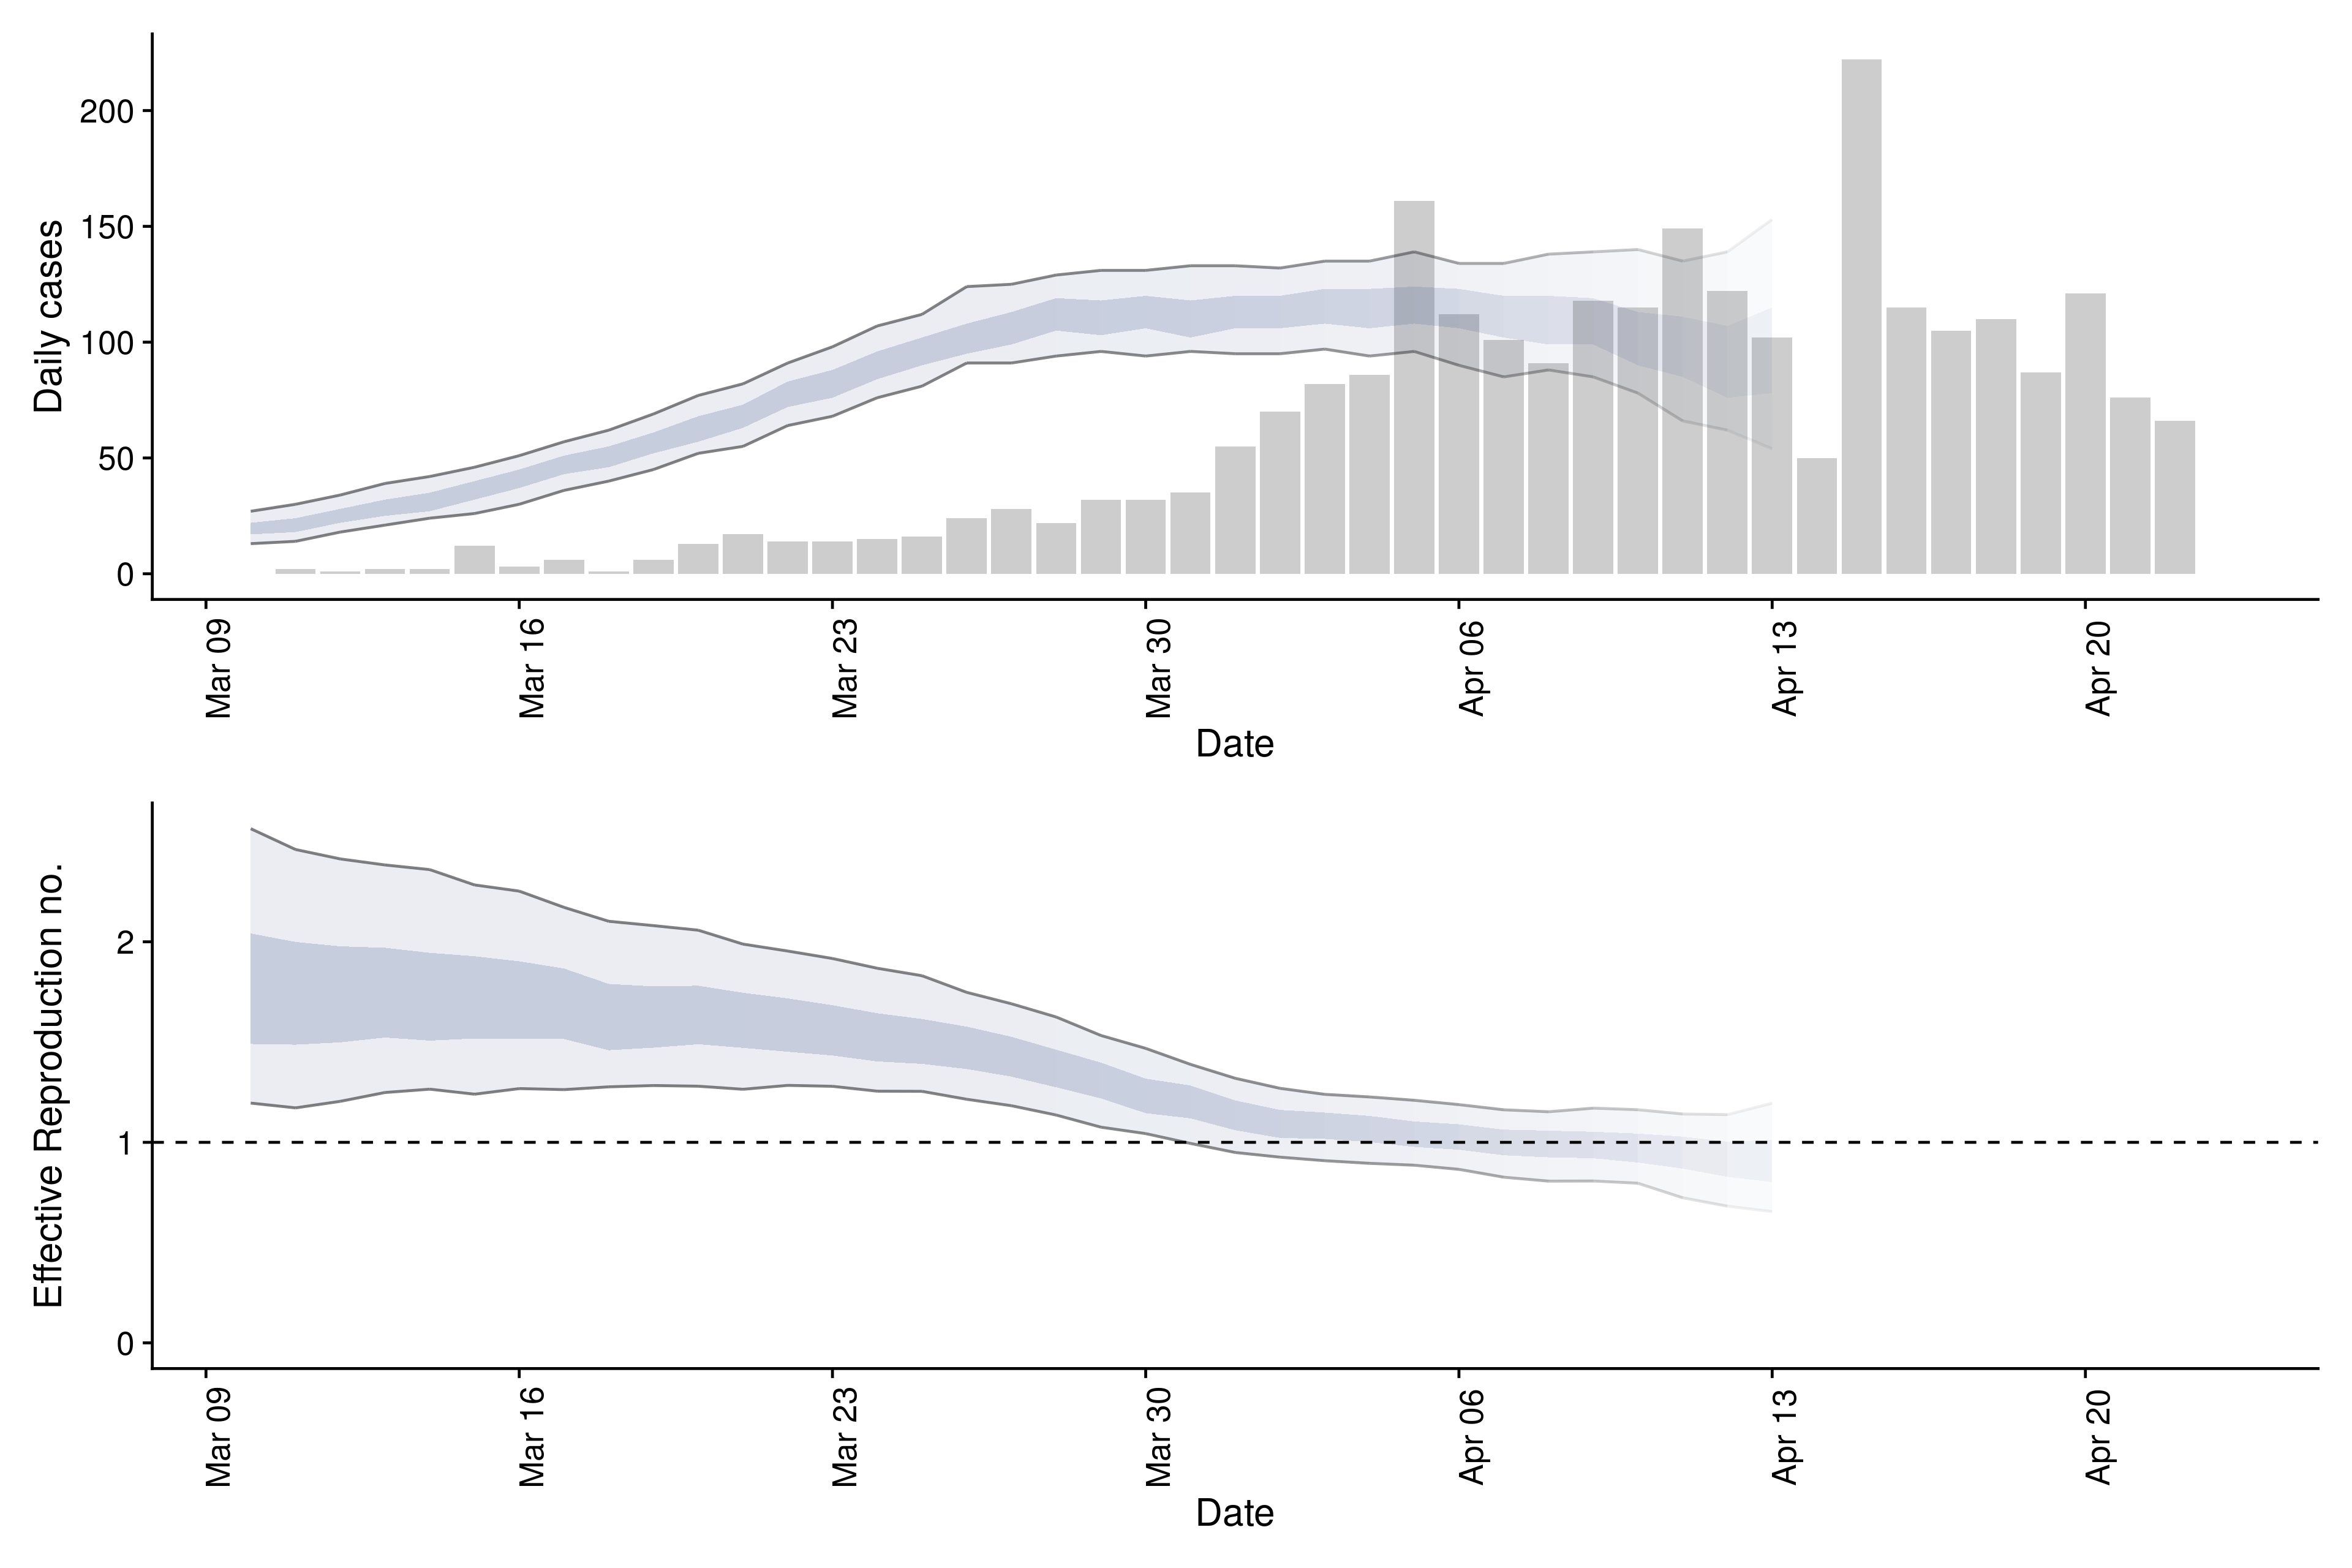 Daily cases
200
150
100
50
0
Mar 09
Mar 16
Mar 23
Mar 30
Apr 06
Apr 13
Apr 20
Date
Effective Reproduction no.
2
1
0
Mar 09
Mar 16
Mar 23
Mar 30
Apr 06
Apr 13
Apr 20
Date